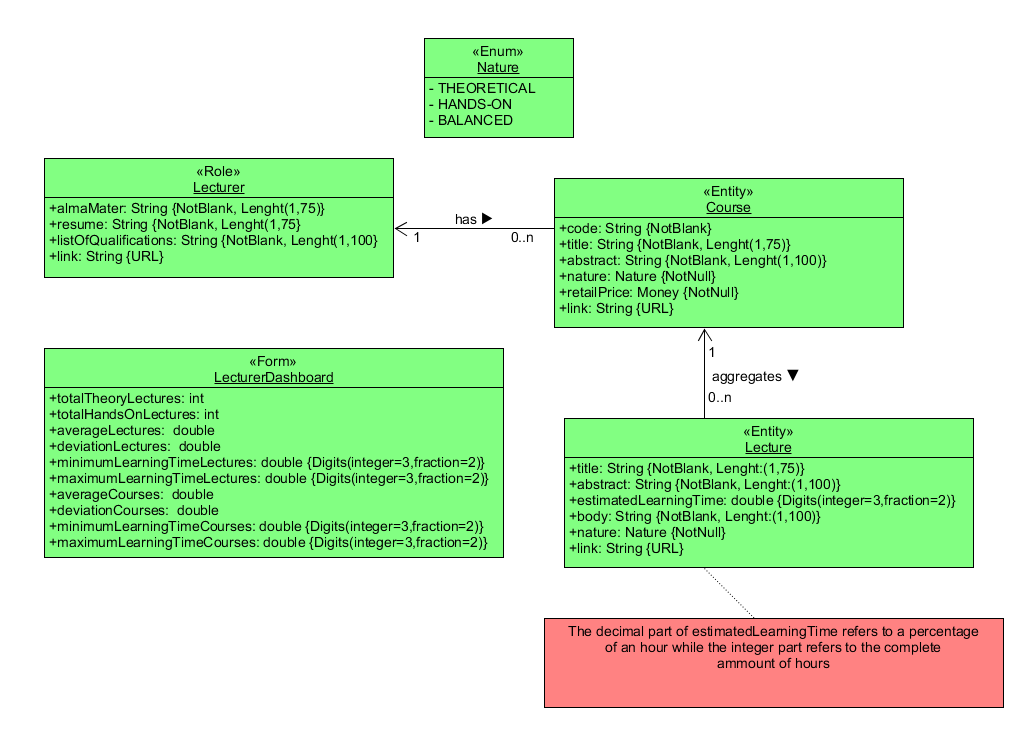 «Enum»
Nature
- THEORETICAL
- HANDS-ON
- BALANCED
«Role»
Lecturer
+almaMater: String {NotBlank, Lenght(1,75)}
+resume: String {NotBlank, Lenght(1,75}
+listOfQualifications: String {NotBlank, Lenght(1,100}
+link: String {URL}
has ▶
1
0..n
«Entity»
Course
+code: String {NotBlank}
+title: String {NotBlank, Lenght(1,75)}
+abstract: String {NotBlank, Lenght(1,100)}
+nature: Nature {NotNull}
+retailPrice: Money {NotNull}
+link: String {URL}
1
aggregates ▼
0..n
«Form»
LecturerDashboard
+totalTheoryLectures: int
+totalHandsOnLectures: int
+averageLectures:  double
+deviationLectures:  double
+minimumLearningTimeLectures: double {Digits(integer=3,fraction=2)}
+maximumLearningTimeLectures: double {Digits(integer=3,fraction=2)}
+averageCourses:  double
+deviationCourses:  double
+minimumLearningTimeCourses: double {Digits(integer=3,fraction=2)}
+maximumLearningTimeCourses: double {Digits(integer=3,fraction=2)}
«Entity»
Lecture
+title: String {NotBlank, Lenght:(1,75)}
+abstract: String {NotBlank, Lenght:(1,100)}
+estimatedLearningTime: double {Digits(integer=3,fraction=2)}
+body: String {NotBlank, Lenght:(1,100)}
+nature: Nature {NotNull}
+link: String {URL}
The decimal part of estimatedLearningTime refers to a percentage
of an hour while the integer part refers to the complete
ammount of hours